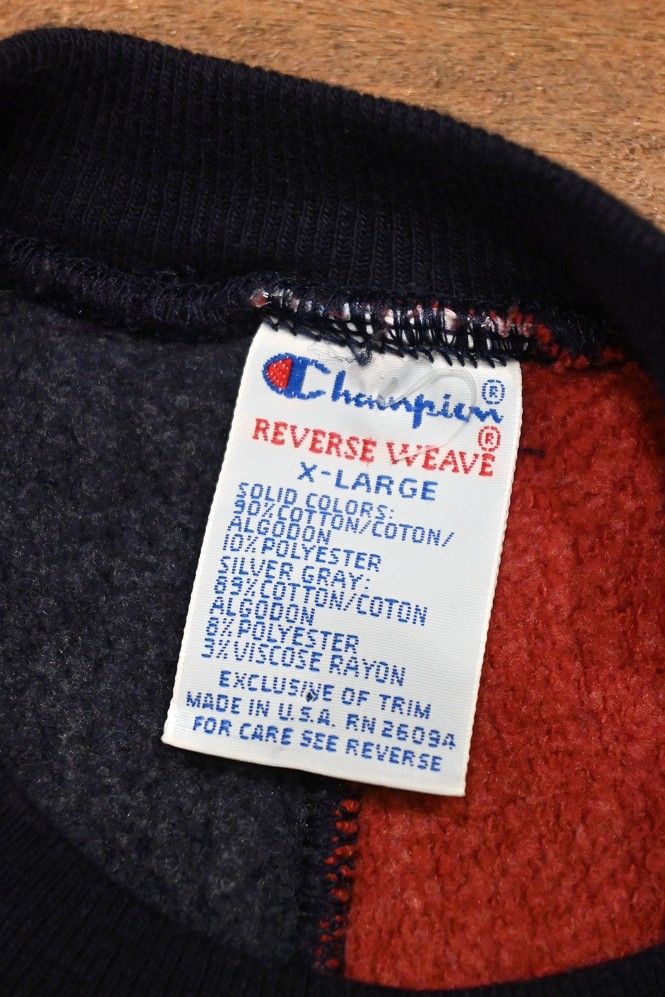 Champion®
REVERSE WEAVE®
X-LARGE
SOLID COLORS:
90%COTTON/COTON/
ALGODON
10%POLYESTER
SILVER GRAY:
89%COTTON/COTON
ALGODON
8%POLYESTER
3%VISCOSE RAYON
EXCLUSIVE OF TRIM
MADE IN U.S.A. RN 26094
FOR CARE SEE REVERSE